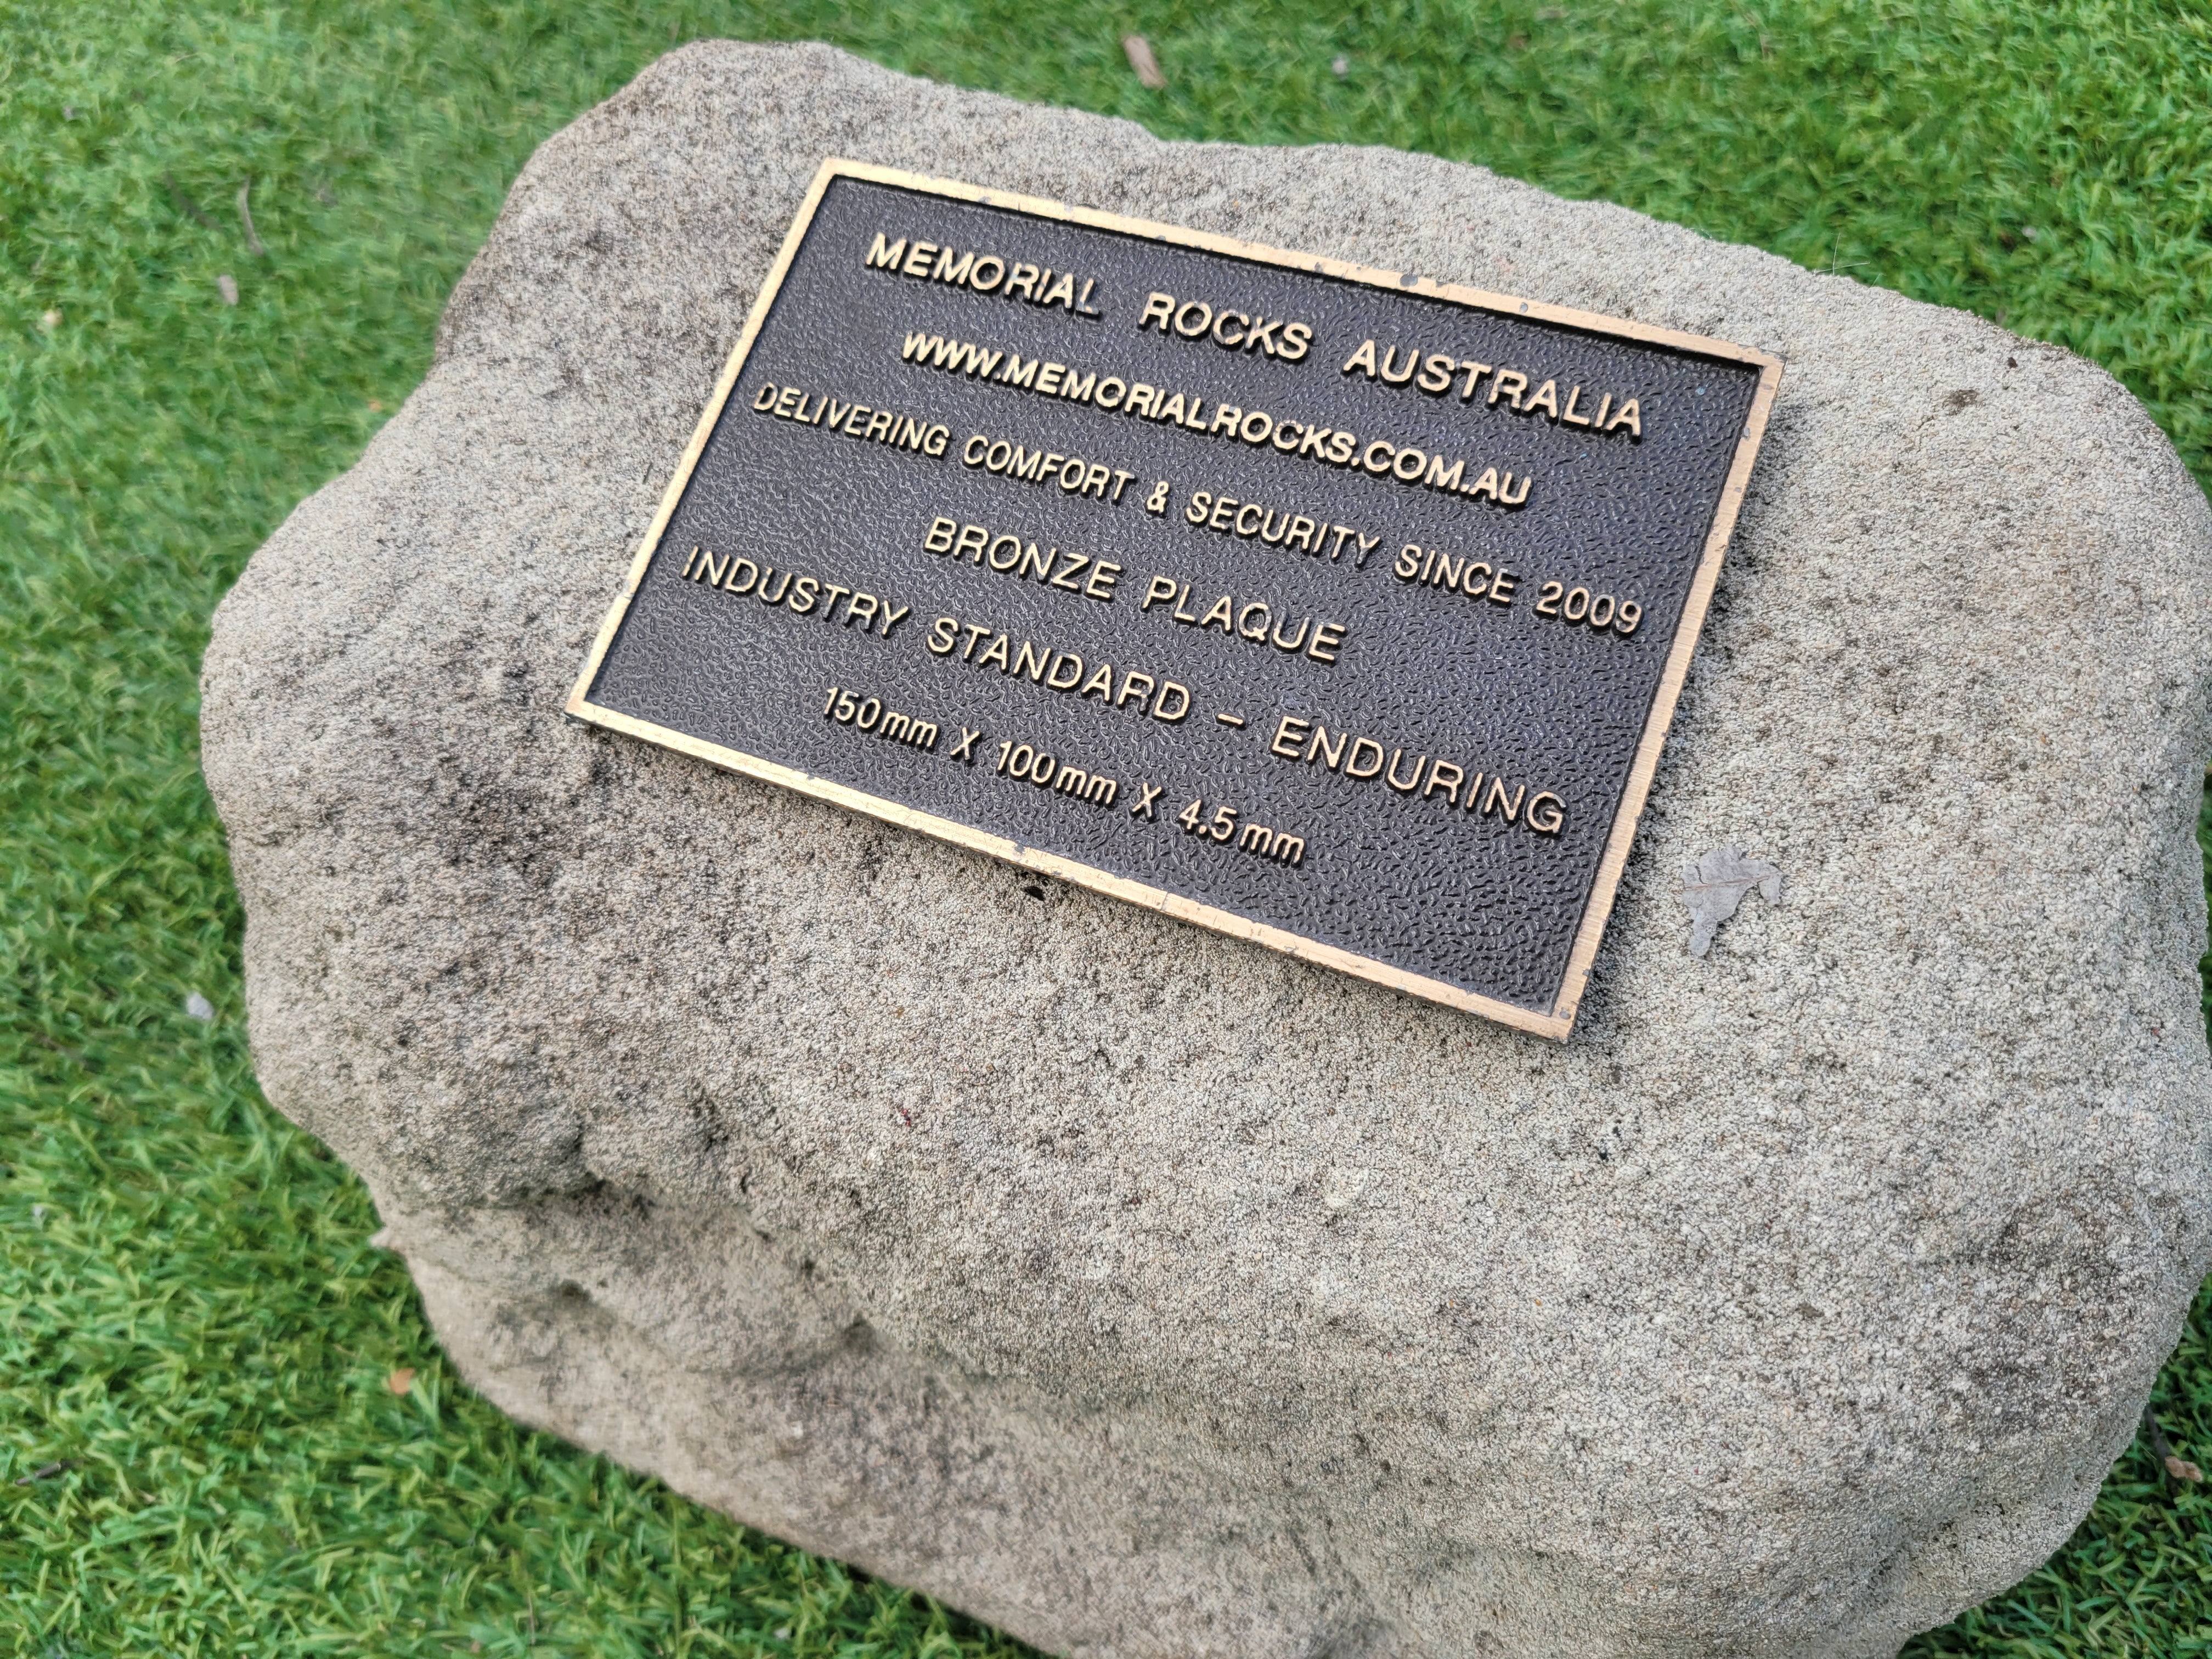 MEMORIAL ROCKS AUSTRALIA
WWW.MEMORIALROCKS.COM.AU
DELIVERING COMFORT & SECURITY SINCE 2009
BRONZE PLAQUE
INDUSTRY STANDARD - ENDURING
150mm X 100mm X 4.5mm